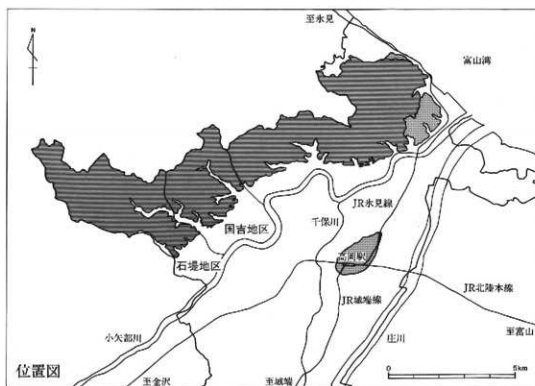 至氷見
富山湾
N
JR氷見線
国吉地区
千保川
石堤地区
高岡駅
JR北陸本線
小矢部川
JR城端線
庄川
至富山
位置図
至金沢
至城端
0
5km